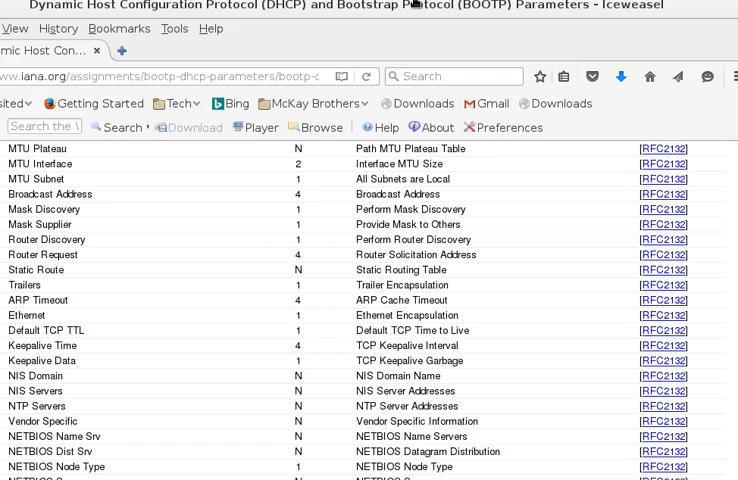 Dynamic Host Configuration Protocol (DHCP) and Bootstrap Protocol (BOOTP) Parameters - Iceweasel
View History Bookmarks Tools Help
mic Host Con...
ww.iana.org/assignments/bootp-dhcp-parameters/bootp-c Search
sited Getting Started Tech Bing McKay Brothers Downloads Gmail Downloads
Search the \ Search Download Player Browse Help About Preferences
MTU Plateau N Path MTU Plateau Table [RFC2132]
MTU Interface 2 Interface MTU Size [RFC2132]
MTU Subnet 1 All Subnets are Local [RFC2132]
Broadcast Address 4 Broadcast Address [RFC2132]
Mask Discovery 1 Perform Mask Discovery [RFC2132]
Mask Supplier 1 Provide Mask to Others [RFC2132]
Router Discovery 1 Perform Router Discovery [RFC2132]
Router Request 4 Router Solicitation Address [RFC2132]
Static Route N Static Routing Table [RFC2132]
Trailers 1 Trailer Encapsulation [RFC2132]
ARP Timeout 4 ARP Cache Timeout [RFC2132]
Ethernet 1 Ethernet Encapsulation [RFC2132]
Default TCP TTL 1 Default TCP Time to Live [RFC2132]
Keepalive Time 4 TCP Keepalive Interval [RFC2132]
Keepalive Data 1 TCP Keepalive Garbage [RFC2132]
NIS Domain N NIS Domain Name [RFC2132]
NIS Servers N NIS Server Addresses [RFC2132]
NTP Servers N NTP Server Addresses [RFC2132]
Vendor Specific N Vendor Specific Information [RFC2132]
NETBIOS Name Srv N NETBIOS Name Servers [RFC2132]
NETBIOS Dist Srv N NETBIOS Datagram Distribution [RFC2132]
NETBIOS Node Type 1 NETBIOS Node Type [RFC2132]